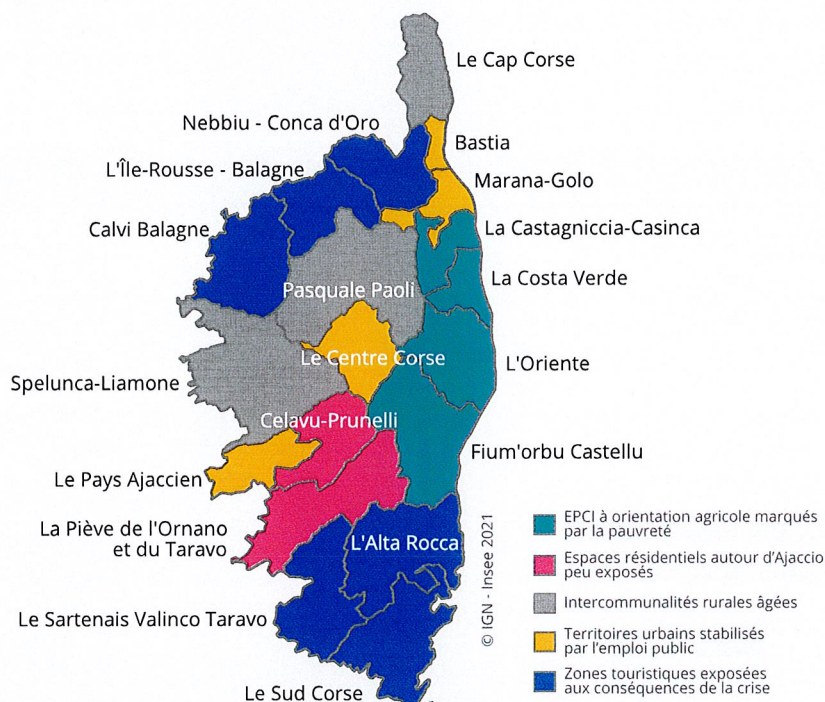 Le Cap Corse
Nebbiu - Conca d'Oro
Bastia
L'Île-Rousse - Balagne
Marana-Golo
Calvi Balagne
La Castagniccia-Casinca
La Costa Verde
Pasquale Paoli
Le Centre Corse
L'Oriente
Spelunca-Liamone
Celavu-Prunelli
Fium'orbu Castellu
Le Pays Ajaccien
La Piève de l'Ornano
et du Taravo
L'Alta Rocca
Le Sartenais Valinco Taravo
Le Sud Corse
© IGN - Insee 2021
EPCI à orientation agricole marqués
par la pauvreté
Espaces résidentiels autour d'Ajaccio
peu exposés
Intercommunalités rurales âgées
Territoires urbains stabilisés
par l'emploi public
Zones touristiques exposées
aux conséquences de la crise